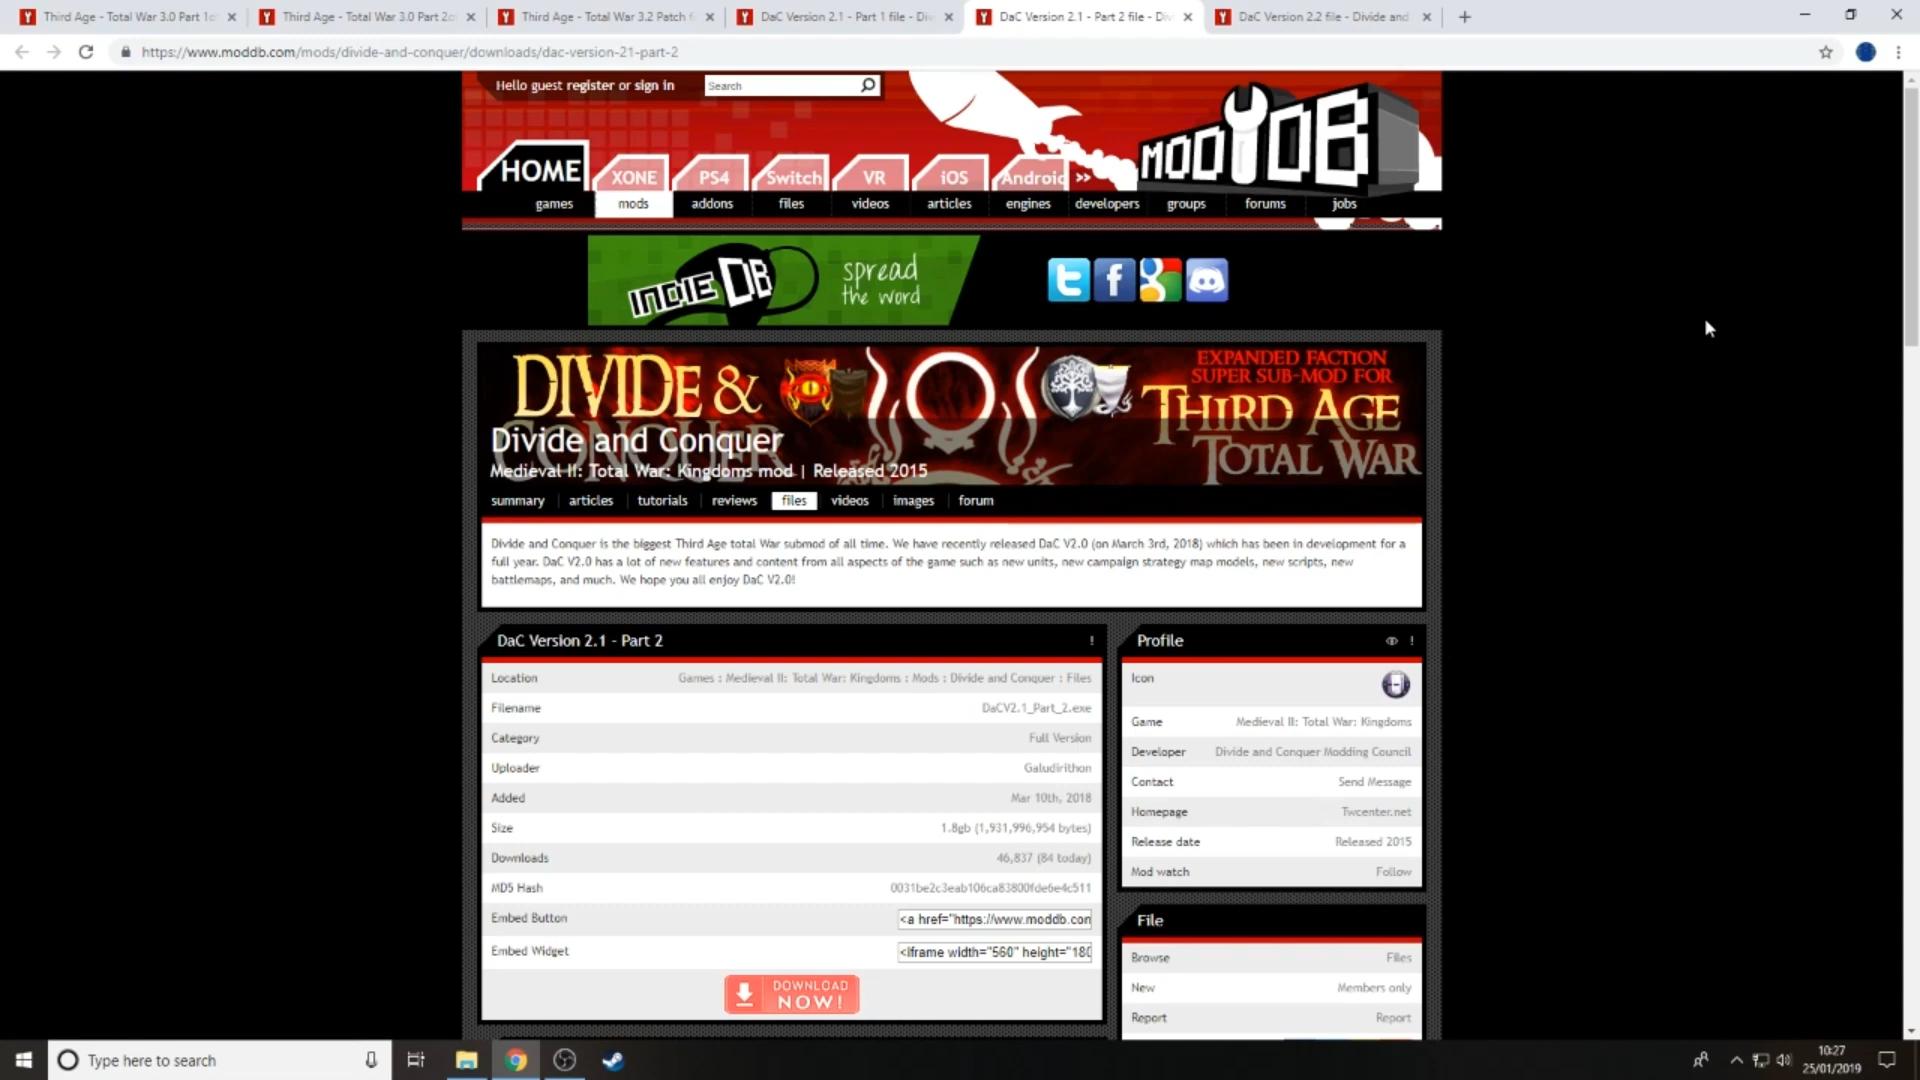 Third Age - Total War 3.0 Part 1
Third Age - Total War 3.0 Part 2
Third Age - Total War 3.2 Patch
DaC Version 2.1 - Part 1 file - Div
DaC Version 2.1 - Part 2 file - Div
DaC Version 2.2 file - Divide and
https://www.moddb.com/mods/divide-and-conquer/downloads/dac-version-21-part-2
Hello guest register or sign in
Search
MODDB
HOME XONE PS4 Switch VR iOS Android >>
games mods addons files videos articles engines developers groups forums jobs
INDIE DB
spread
the word
DIVIDE &
CONQUER
EXPANDED FACTION
SUPER SUB-MOD FOR
THIRD AGE
TOTAL WAR
Divide and Conquer
Medieval II: Total War: Kingdoms mod | Released 2015
summary articles tutorials reviews files videos images forum
Divide and Conquer is the biggest Third Age total War submod of all time. We have recently released DaC V2.0 (on March 3rd, 2018) which has been in development for a
full year. DaC V2.0 has a lot of new features and content from all aspects of the game such as new units, new campaign strategy map models, new scripts, new
battlemaps, and much. We hope you all enjoy DaC V2.0!
DaC Version 2.1 - Part 2 !
Location Games : Medieval II: Total War: Kingdoms : Mods : Divide and Conquer : Files
Filename DaCV2.1_Part_2.exe
Category Full Version
Uploader Galudirithon
Added Mar 10th, 2018
Size 1.8gb (1,931,996,954 bytes)
Downloads 46,837 (84 today)
MD5 Hash 0031be2c3eab106ca83800fde6e4c511
Embed Button <a href="https://www.moddb.con
Embed Widget <iframe width="560" height="180
DOWNLOAD
NOW!
Profile !
Icon
Game Medieval II: Total War: Kingdoms
Developer Divide and Conquer Modding Council
Contact Send Message
Homepage Twcenter.net
Release date Released 2015
Mod watch Follow
File
Browse Files
New Members only
Report Report
Type here to search
10:27
25/01/2019